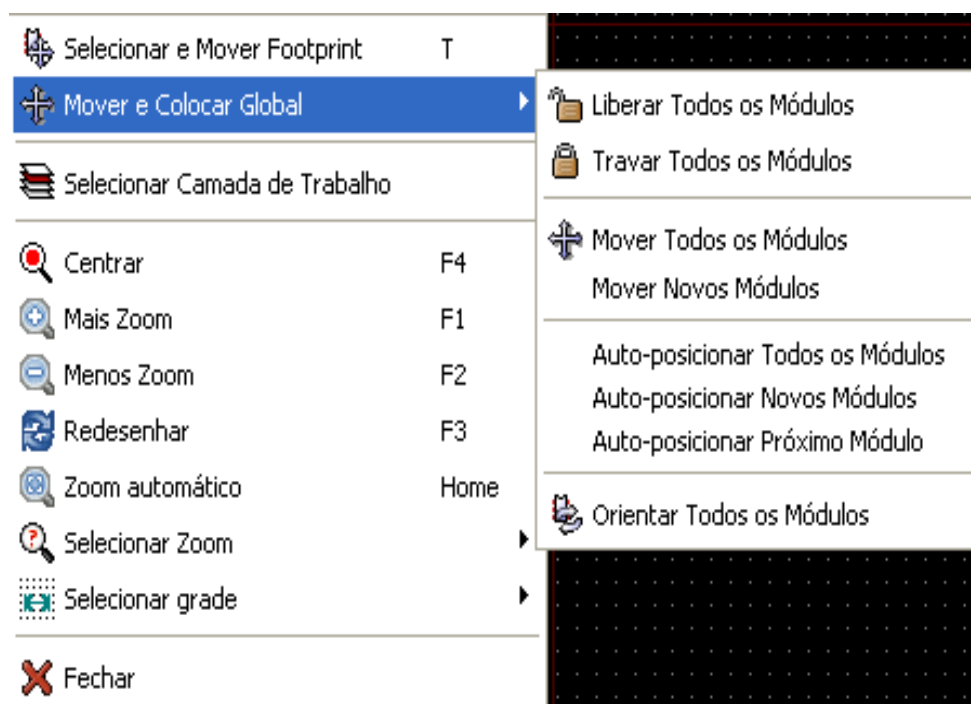 Selecionar e Mover Footprint T
Mover e Colocar Global
Selecionar Camada de Trabalho
Centrar F4
Mais Zoom F1
Menos Zoom F2
Redesenhar F3
Zoom automático Home
Selecionar Zoom
Selecionar grade
Fechar
Liberar Todos os Módulos
Travar Todos os Módulos
Mover Todos os Módulos
Mover Novos Módulos
Auto-posicionar Todos os Módulos
Auto-posicionar Novos Módulos
Auto-posicionar Próximo Módulo
Orientar Todos os Módulos